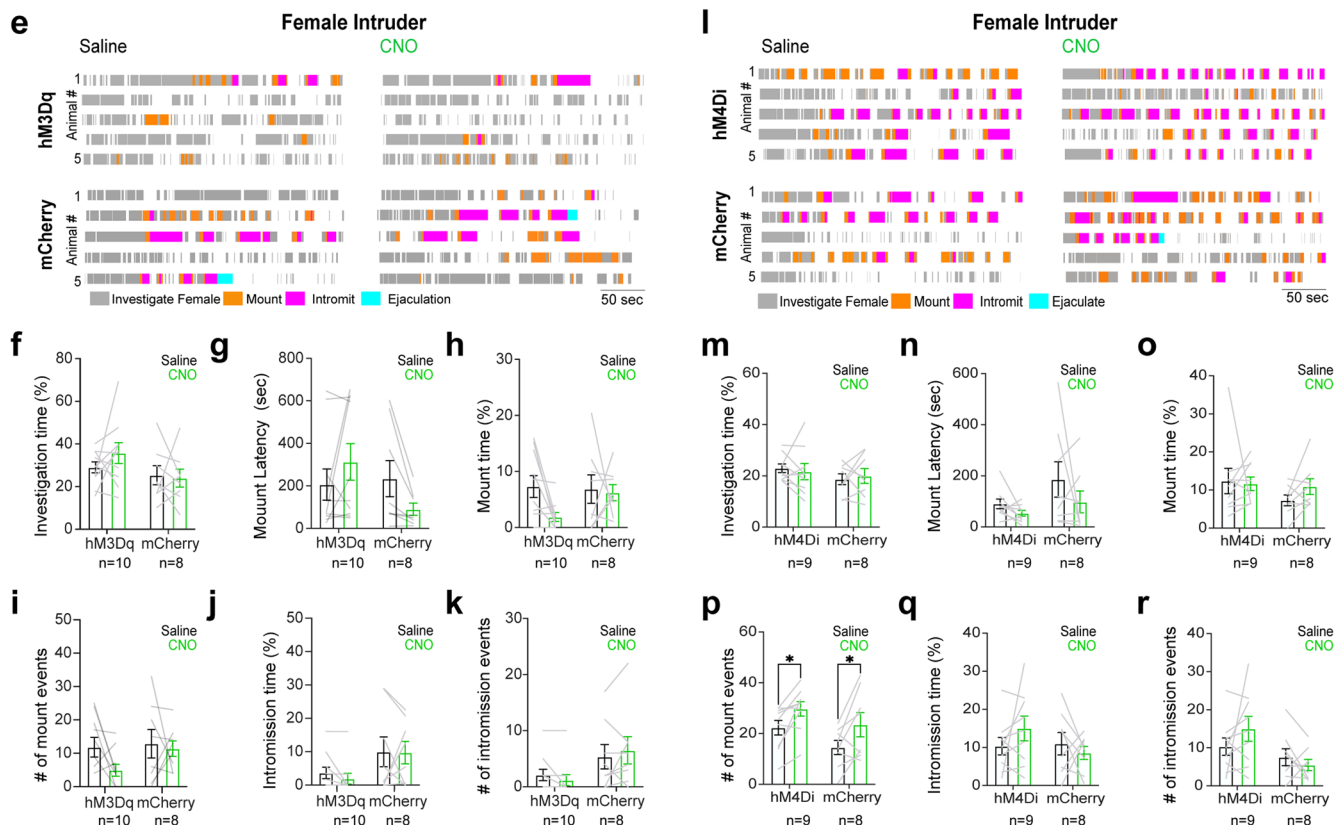 e
Female Intruder
Saline
CNO
hM3Dq
Animal #
1
5
mCherry
Animal #
1
5
Investigate Female Mount Intromit Ejaculation
50 sec
l
Female Intruder
Saline
CNO
hM4Di
Animal #
1
5
mCherry
Animal #
1
5
Investigate Female Mount Intromit Ejaculate
50 sec
f
Investigation time (%)
80
60
40
20
0
Saline
CNO
hM3Dq mCherry
n=10 n=8
g
Mouunt Latency (sec)
800
600
400
200
0
Saline
CNO
hM3Dq mCherry
n=10 n=8
h
Mount time (%)
30
20
10
0
Saline
CNO
hM3Dq mCherry
n=10 n=8
m
Investigation time (%)
60
40
20
0
Saline
CNO
hM4Di mCherry
n=9 n=8
n
Mount Latency (sec)
600
400
200
0
Saline
CNO
hM4Di mCherry
n=9 n=8
o
Mount time (%)
40
30
20
10
0
Saline
CNO
hM4Di mCherry
n=9 n=8
i
# of mount events
50
40
30
20
10
0
Saline
CNO
hM3Dq mCherry
n=10 n=8
j
Intromission time (%)
50
40
30
20
10
0
Saline
CNO
hM3Dq mCherry
n=10 n=8
k
# of intromission events
30
20
10
0
Saline
CNO
hM3Dq mCherry
n=10 n=8
p
# of mount events
60
40
20
0
Saline
CNO
* *
hM4Di mCherry
n=9 n=8
q
Intromission time (%)
50
40
30
20
10
0
Saline
CNO
hM4Di mCherry
n=9 n=8
r
# of intromission events
50
40
30
20
10
0
Saline
CNO
hM4Di mCherry
n=9 n=8